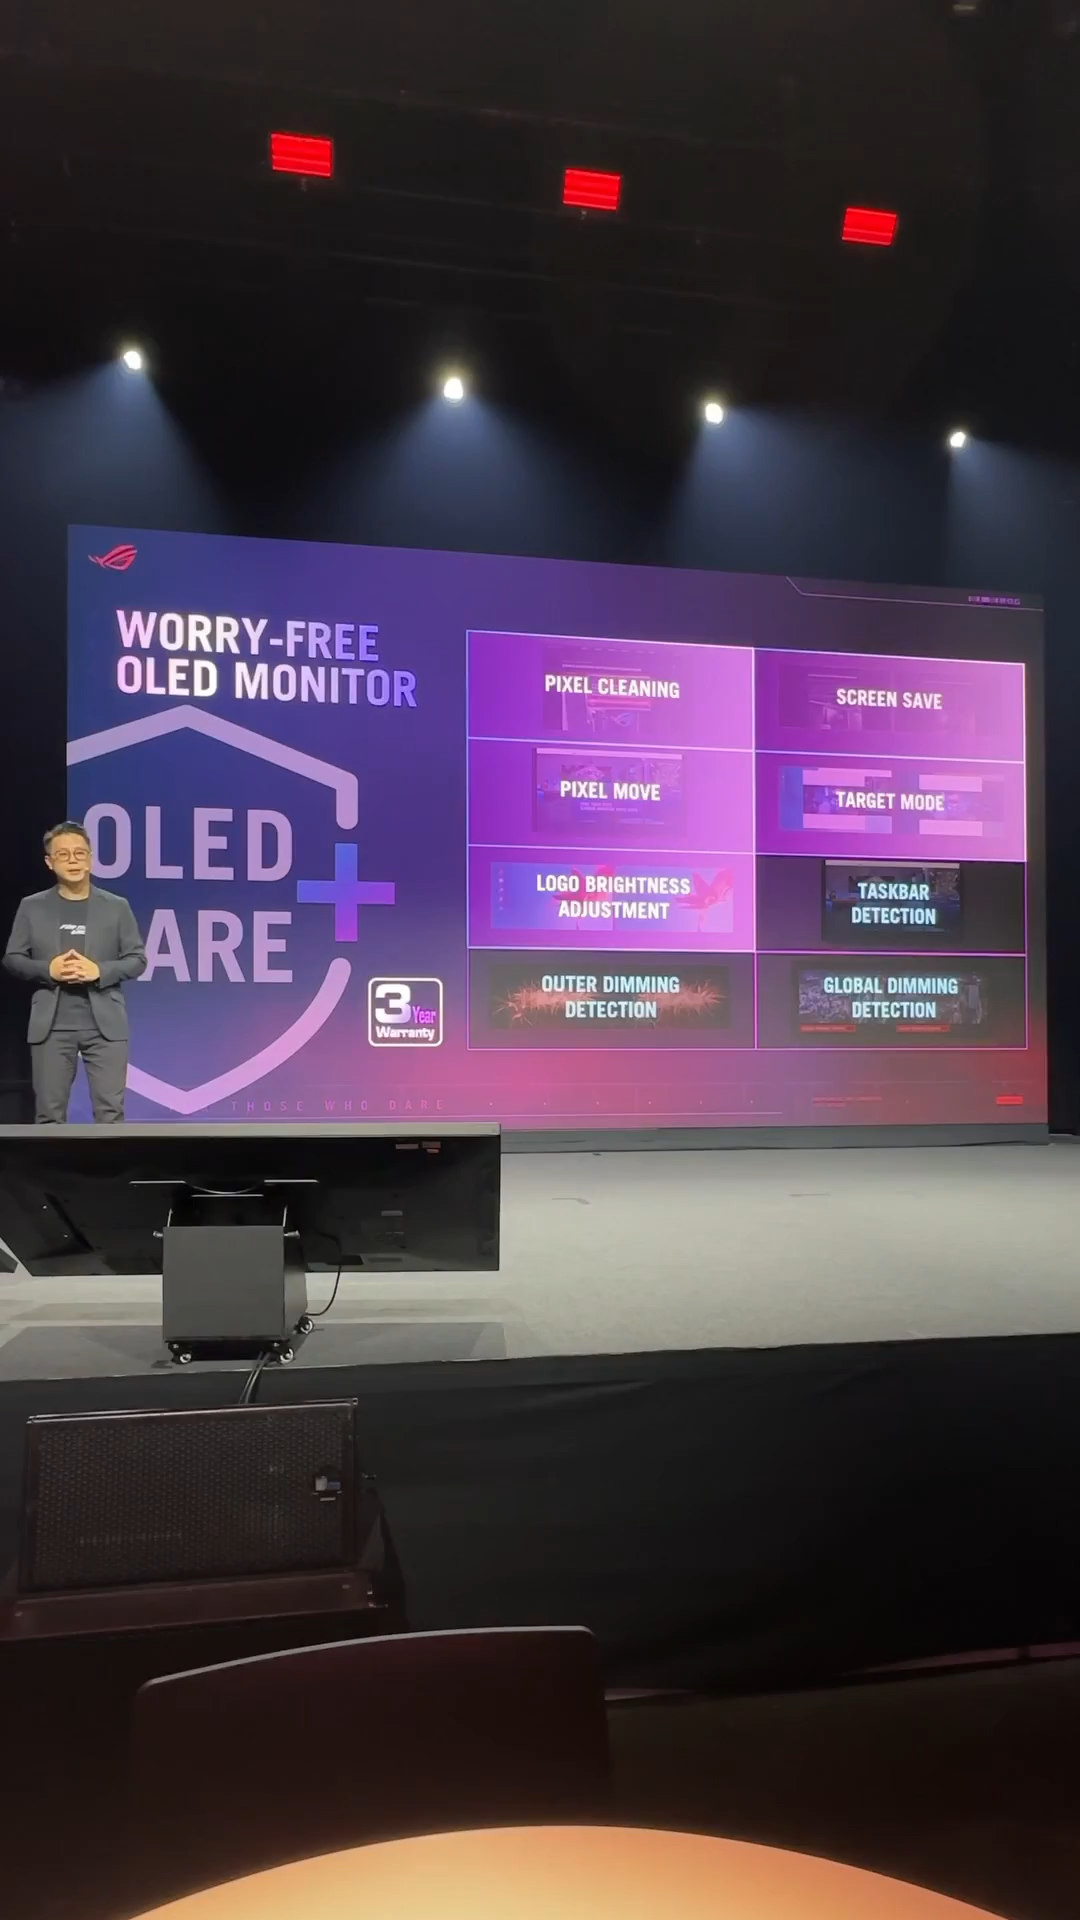 WORRY-FREE
OLED MONITOR
OLED
ARE
3
Year
Warranty
PIXEL CLEANING
SCREEN SAVE
PIXEL MOVE
TARGET MODE
LOGO BRIGHTNESS
ADJUSTMENT
TASKBAR
DETECTION
OUTER DIMMING
DETECTION
GLOBAL DIMMING
DETECTION
THOSE WHO DARE